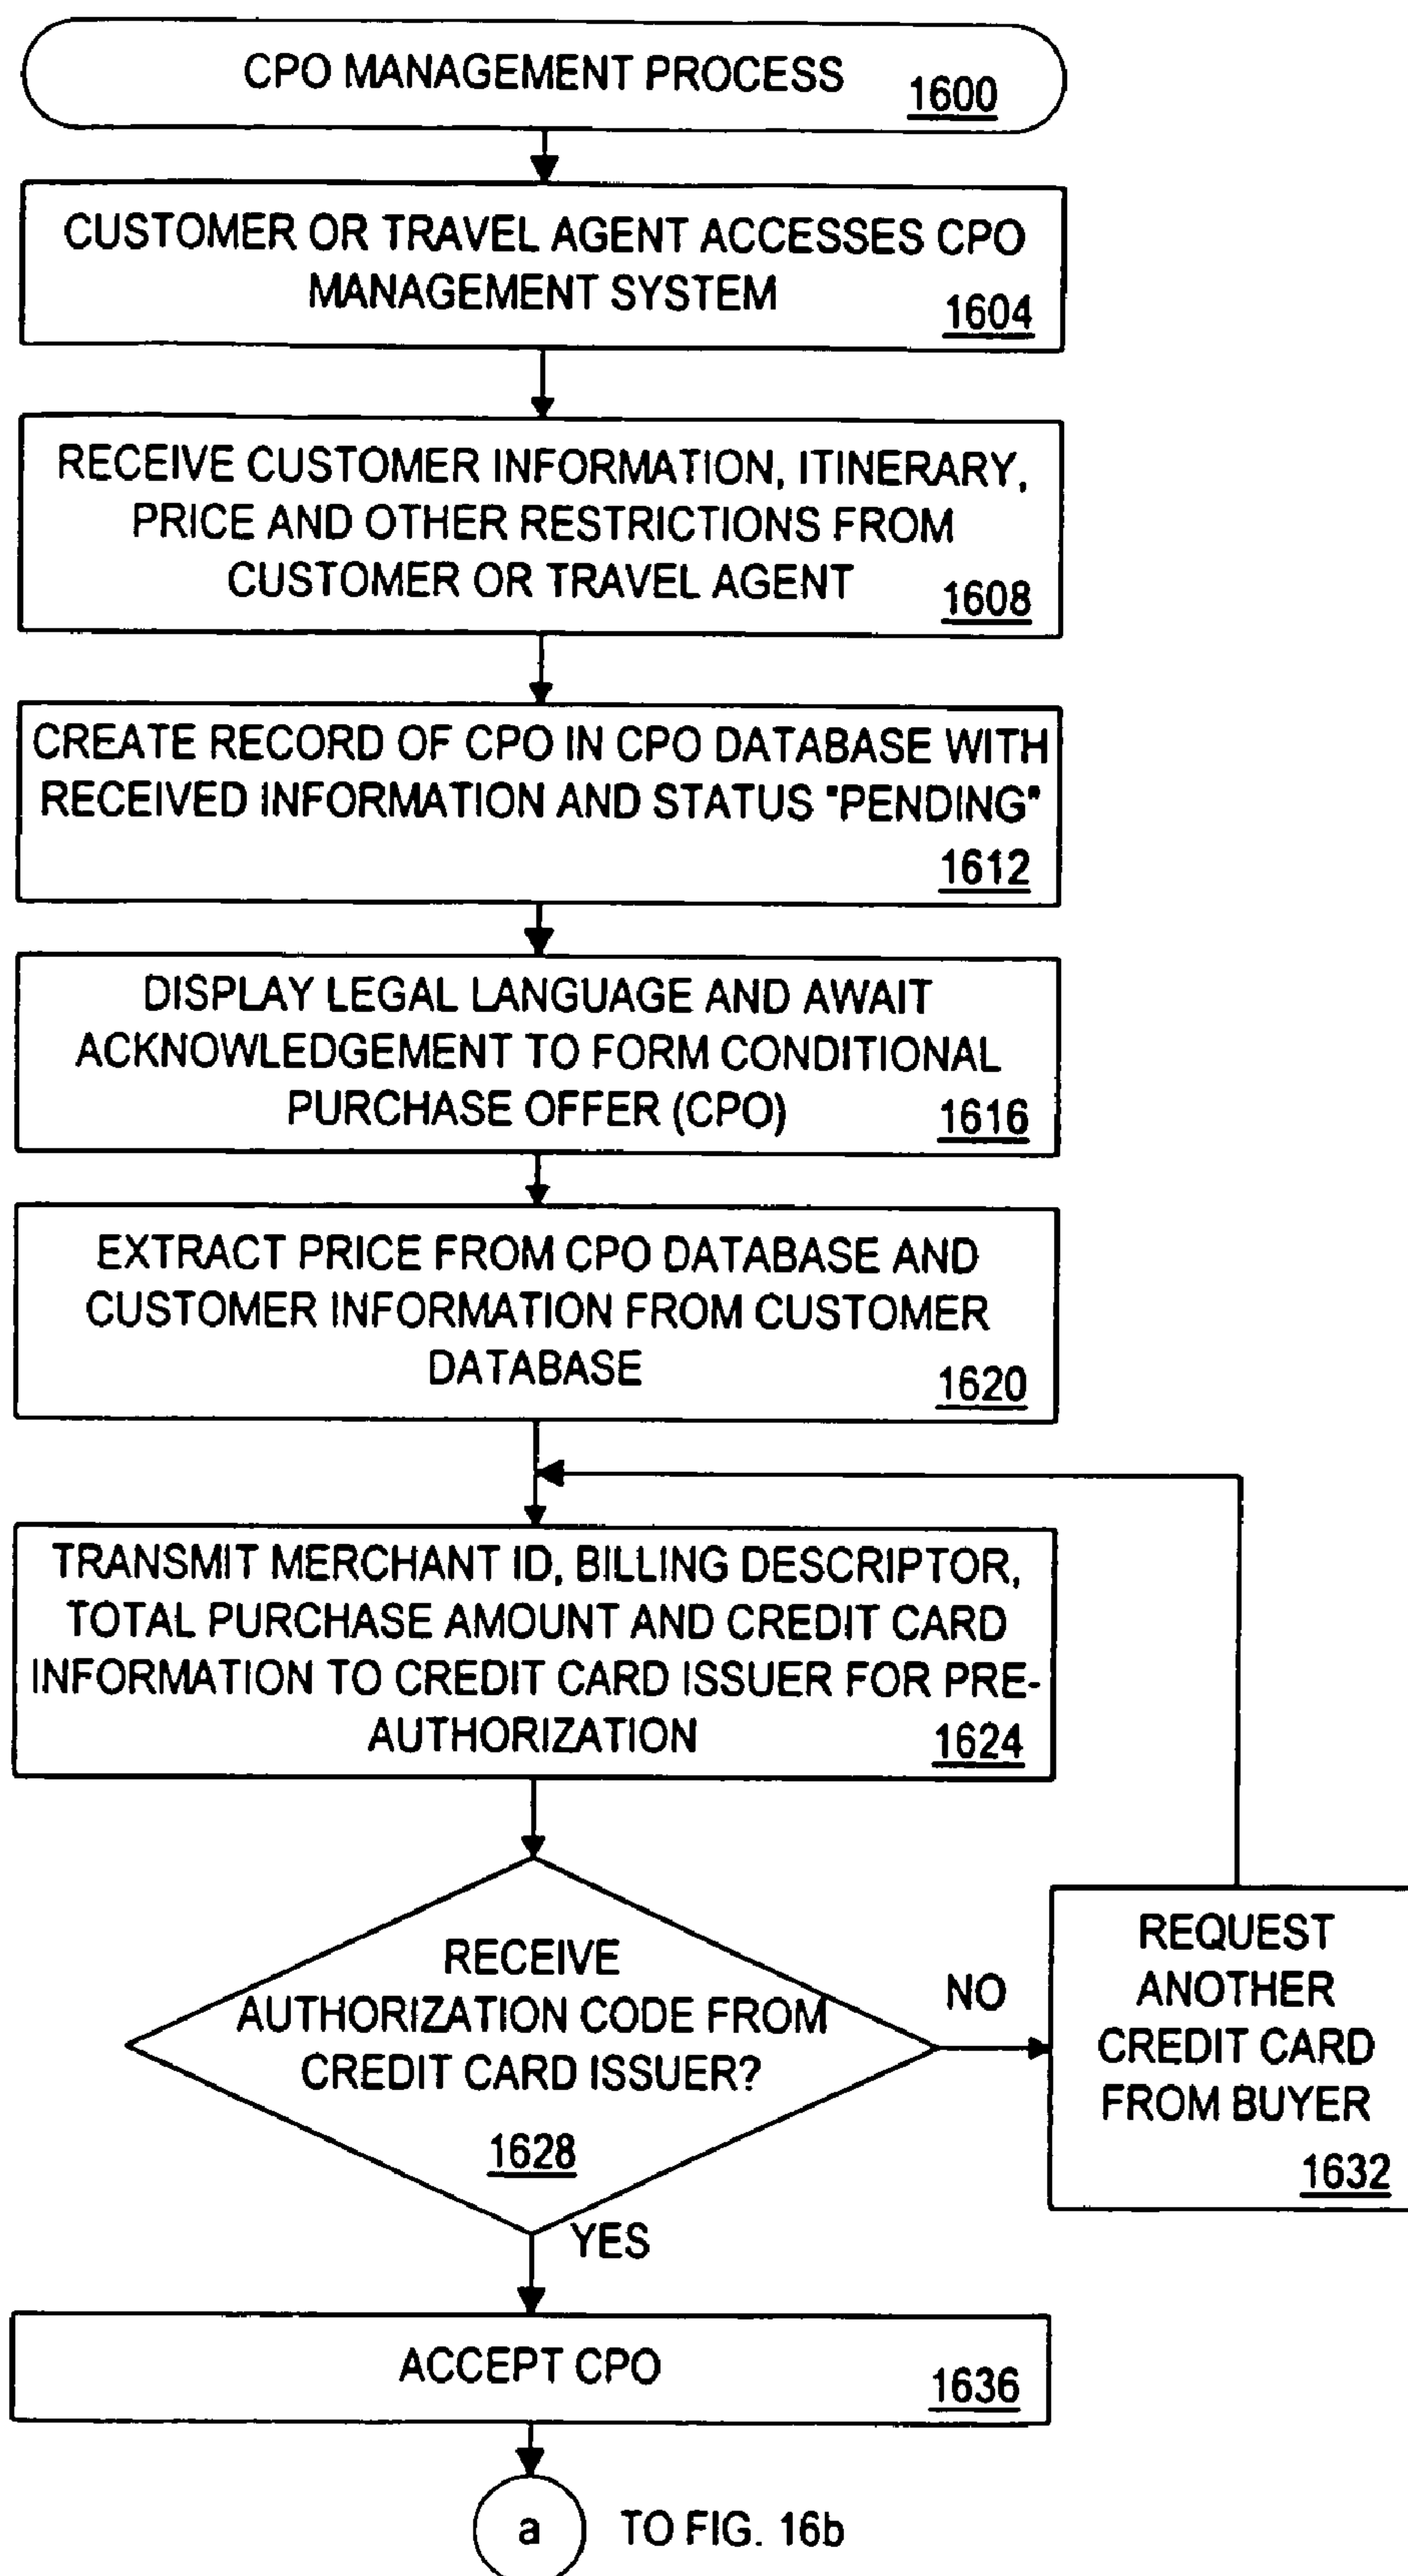 CPO MANAGEMENT PROCESS 1600
CUSTOMER OR TRAVEL AGENT ACCESSES CPO
MANAGEMENT SYSTEM
1604
RECEIVE CUSTOMER INFORMATION, ITINERARY,
PRICE AND OTHER RESTRICTIONS FROM
CUSTOMER OR TRAVEL AGENT
1608
CREATE RECORD OF CPO IN CPO DATABASE WITH
RECEIVED INFORMATION AND STATUS "PENDING"
1612
DISPLAY LEGAL LANGUAGE AND AWAIT
ACKNOWLEDGEMENT TO FORM CONDITIONAL
PURCHASE OFFER (CPO)
1616
EXTRACT PRICE FROM CPO DATABASE AND
CUSTOMER INFORMATION FROM CUSTOMER
DATABASE
1620
TRANSMIT MERCHANT ID, BILLING DESCRIPTOR,
TOTAL PURCHASE AMOUNT AND CREDIT CARD
INFORMATION TO CREDIT CARD ISSUER FOR PRE-
AUTHORIZATION
1624
RECEIVE
AUTHORIZATION CODE FROM
CREDIT CARD ISSUER?
1628
NO
REQUEST
ANOTHER
CREDIT CARD
FROM BUYER
1632
YES
ACCEPT CPO
1636
a TO FIG. 16b